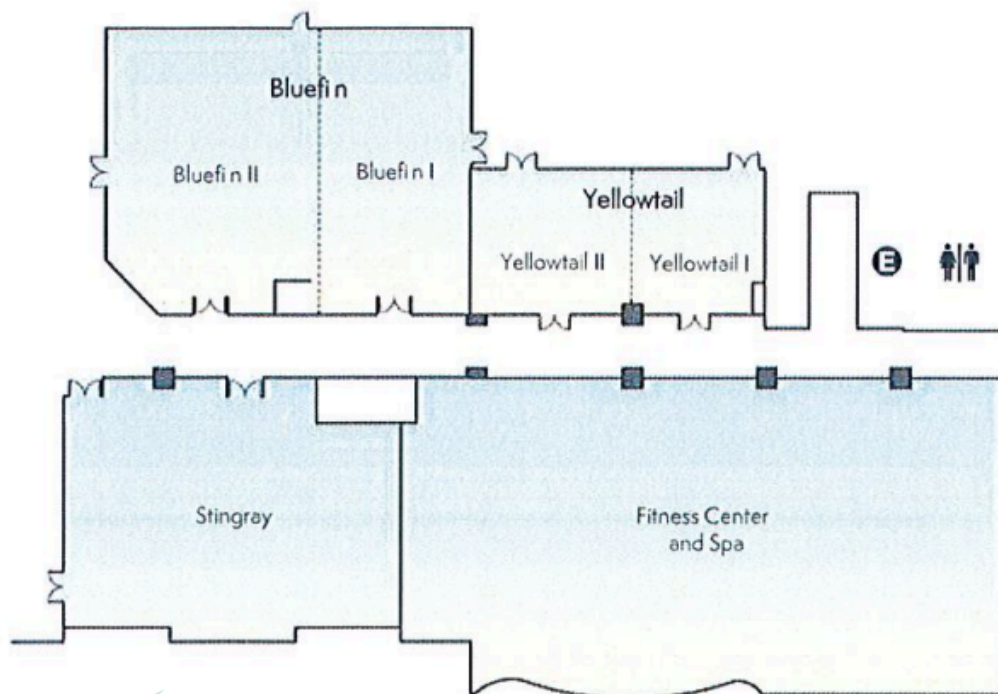 Bluefin
Bluefin II
Bluefin I
Yellowtail
Yellowtail II
Yellowtail I
E
Stingray
Fitness Center
and Spa